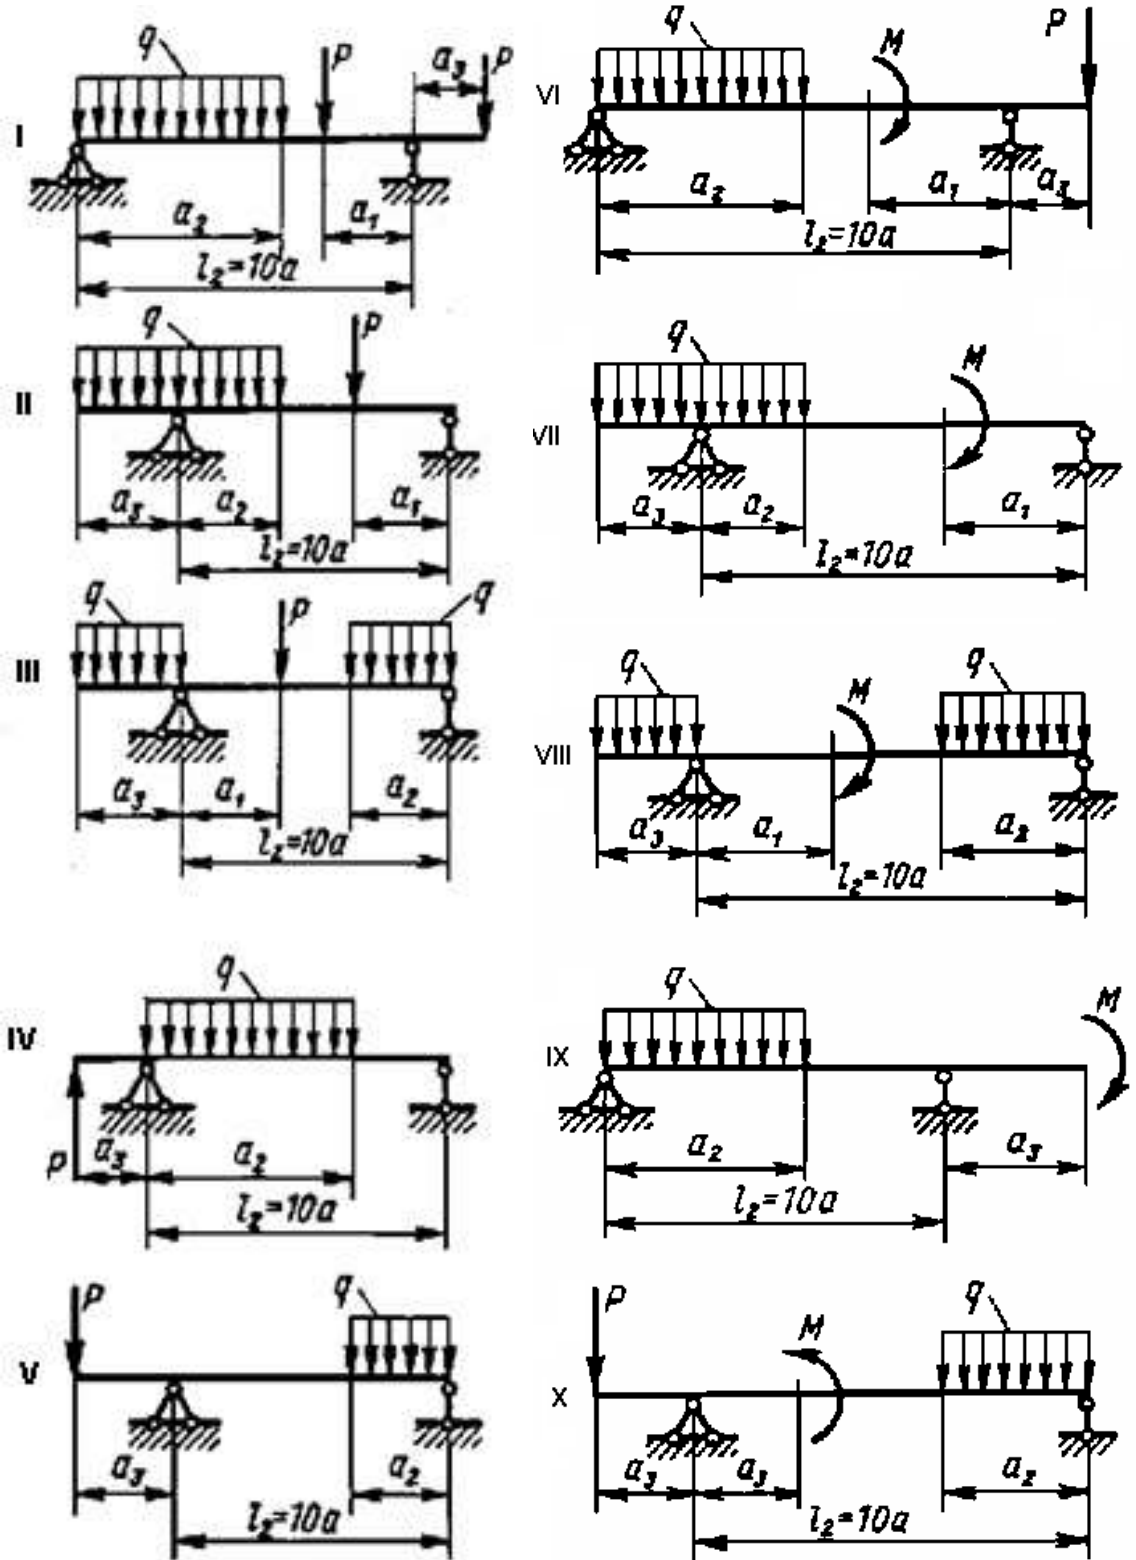 I
q
P
a₃
P
a₂
a₁
l₂=10a
II
q
P
a₃
a₂
a₁
l₂=10a
III
q
P
q
a₃
a₁
a₂
l₂=10a
IV
q
P
a₃
a₂
l₂=10a
V
P
q
a₃
a₂
l₂=10a
VI
q
M
P
a₂
a₁
a₃
l₂=10a
VII
q
M
a₃
a₂
a₁
l₂=10a
VIII
q
M
q
a₃
a₁
a₂
l₂=10a
IX
q
M
a₂
a₃
l₂=10a
X
P
M
q
a₃
a₃
a₂
l₂=10a